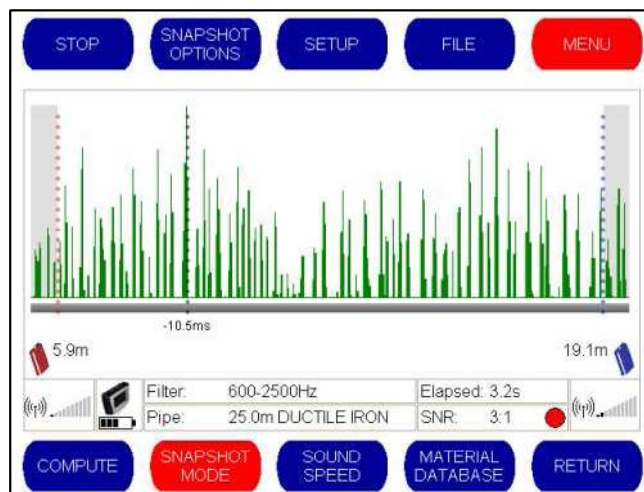 STOP
SNAPSHOT
OPTIONS
SETUP
FILE
MENU
-10.5ms
5.9m
19.1m
Filter: 600-2500Hz Elapsed: 3.2s
Pipe: 25.0m DUCTILE IRON SNR: 3:1
COMPUTE
SNAPSHOT
MODE
SOUND
SPEED
MATERIAL
DATABASE
RETURN